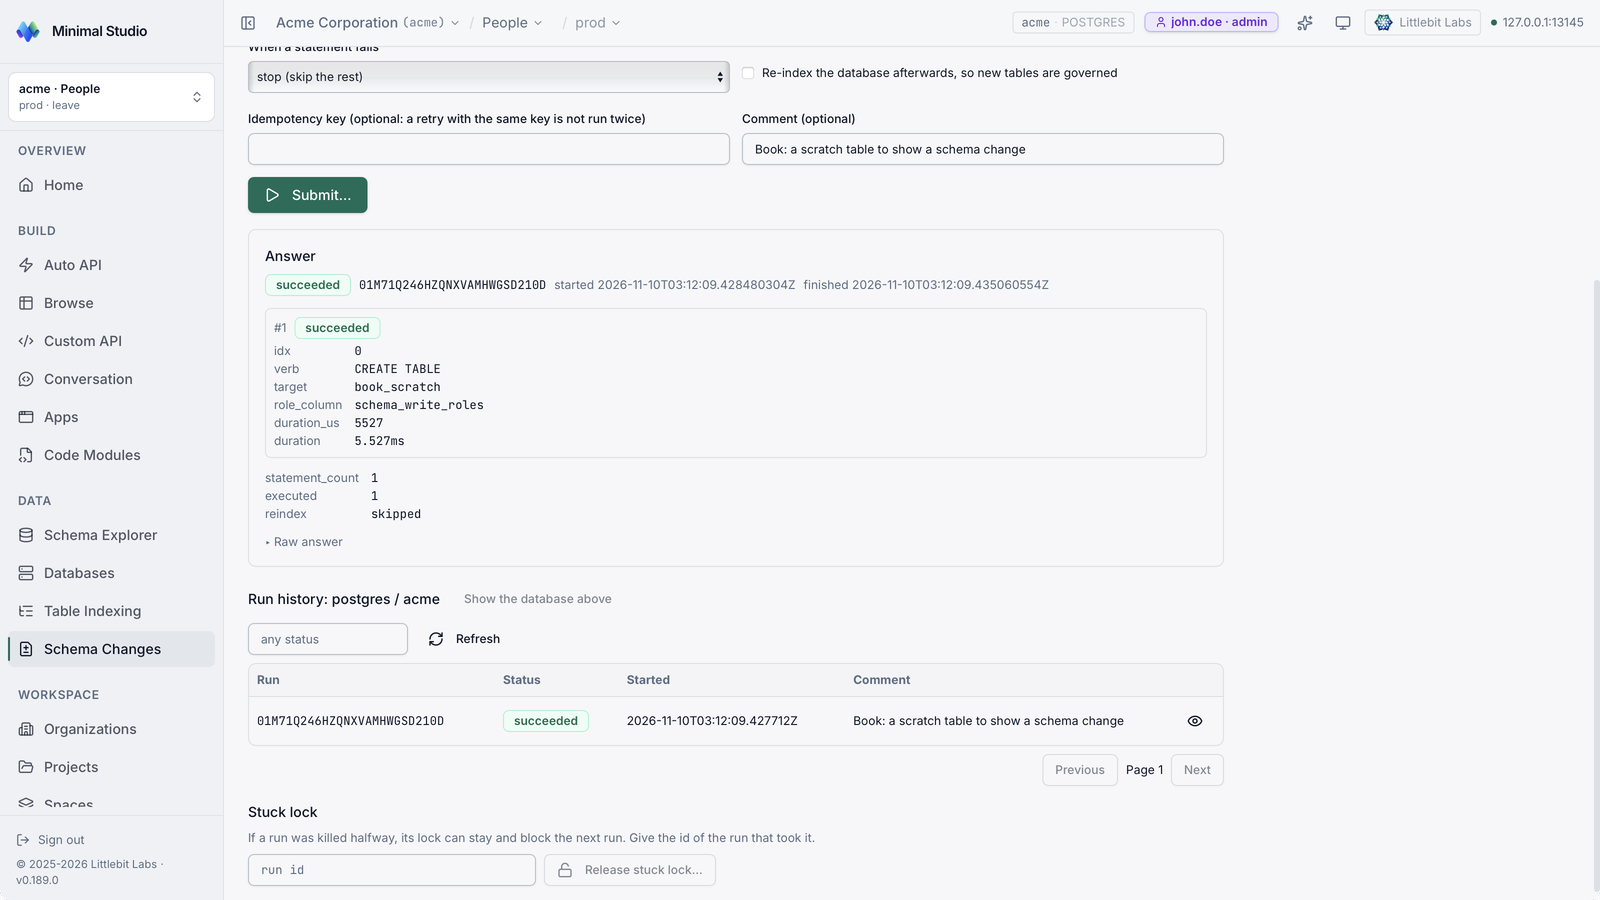 Minimal Studio
Acme Corporation (acme) / People / prod
acme · POSTGRES
john.doe · admin
Littlebit Labs
127.0.0.1:13145
acme · People
prod · leave
OVERVIEW
Home
BUILD
Auto API
Browse
Custom API
Conversation
Apps
Code Modules
DATA
Schema Explorer
Databases
Table Indexing
Schema Changes
WORKSPACE
Organizations
Projects
Spaces
Sign out
© 2025-2026 Littlebit Labs ·
v0.189.0
When a statement fails
stop (skip the rest)
Re-index the database afterwards, so new tables are governed
Idempotency key (optional: a retry with the same key is not run twice)
Comment (optional)
Book: a scratch table to show a schema change
Submit...
Answer
succeeded 01M71Q246HZQNXVAMHWGSD210D started 2026-11-10T03:12:09.428480304Z finished 2026-11-10T03:12:09.435060554Z
#1 succeeded
idx 0
verb CREATE TABLE
target book_scratch
role_column schema_write_roles
duration_us 5527
duration 5.527ms
statement_count 1
executed 1
reindex skipped
▸ Raw answer
Run history: postgres / acme
Show the database above
any status
Refresh
Run Status Started Comment
01M71Q246HZQNXVAMHWGSD210D succeeded 2026-11-10T03:12:09.427712Z Book: a scratch table to show a schema change
Previous Page 1 Next
Stuck lock
If a run was killed halfway, its lock can stay and block the next run. Give the id of the run that took it.
run id
Release stuck lock...